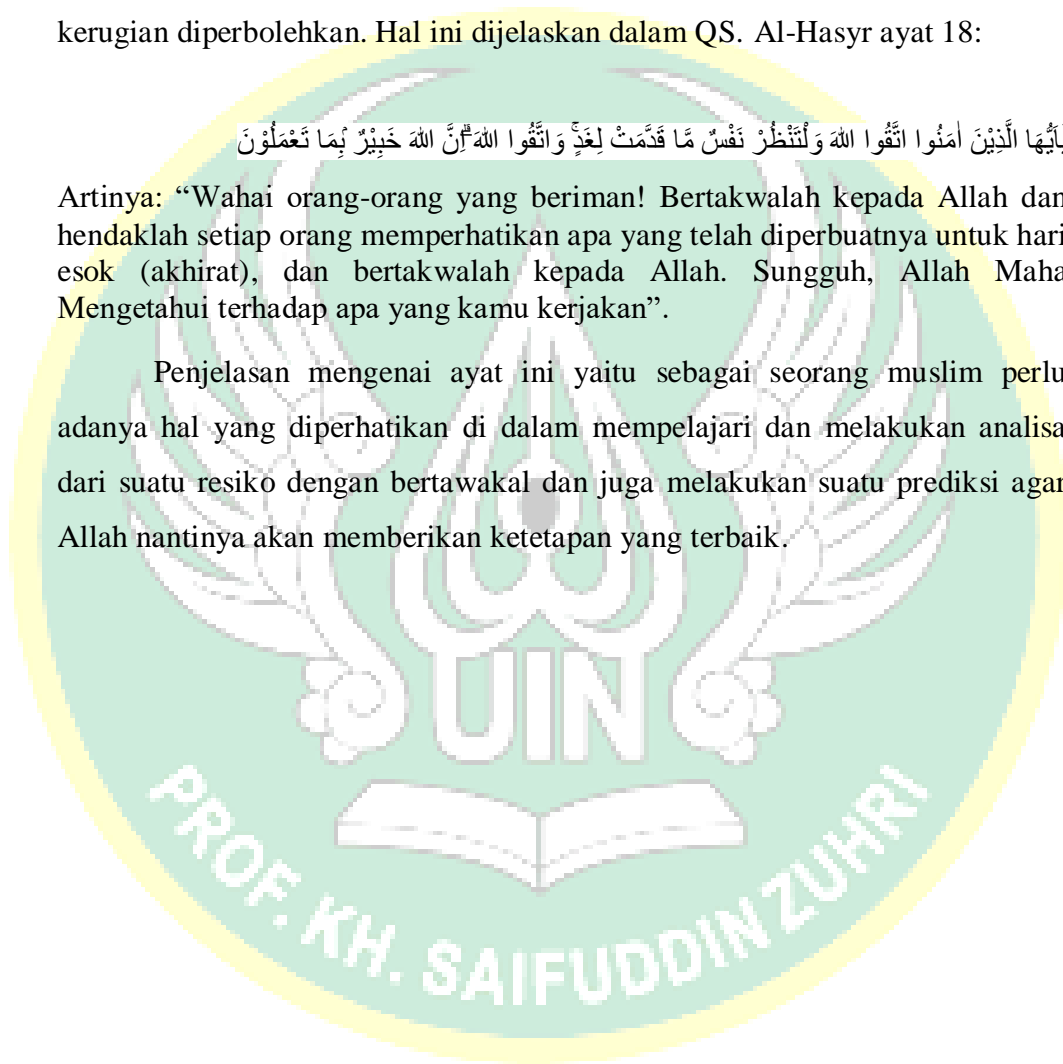 kerugian diperbolehkan. Hal ini dijelaskan dalam QS. Al-Hasyr ayat 18:
يٰٓاَيُّهَا الَّذِيْنَ اٰمَنُوا اتَّقُوا اللهَ وَلْتَنْظُرْ نَفْسٌ مَّا قَدَّمَتْ لِغَدٍۚ وَاتَّقُوا اللهَ ۗاِنَّ اللهَ خَبِيْرٌ ۢبِمَا تَعْمَلُوْنَ
Artinya: “Wahai orang-orang yang beriman! Bertakwalah kepada Allah dan
hendaklah setiap orang memperhatikan apa yang telah diperbuatnya untuk hari
esok (akhirat), dan bertakwalah kepada Allah. Sungguh, Allah Maha
Mengetahui terhadap apa yang kamu kerjakan”.
Penjelasan mengenai ayat ini yaitu sebagai seorang muslim perlu
adanya hal yang diperhatikan di dalam mempelajari dan melakukan analisa
dari suatu resiko dengan bertawakal dan juga melakukan suatu prediksi agar
Allah nantinya akan memberikan ketetapan yang terbaik.
UIN
PROF. KH. SAIFUDDIN ZUHRI